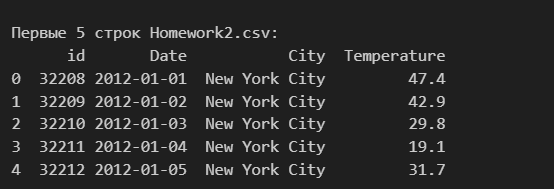 Первые 5 строк Homework2.csv:
id Date City Temperature
0 32208 2012-01-01 New York City 47.4
1 32209 2012-01-02 New York City 42.9
2 32210 2012-01-03 New York City 29.8
3 32211 2012-01-04 New York City 19.1
4 32212 2012-01-05 New York City 31.7